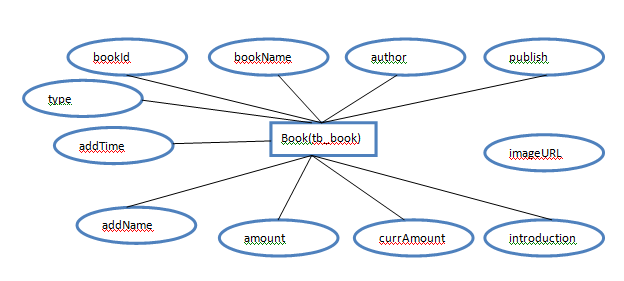 bookId
bookName
author
publish
type
Book(tb_book)
addTime
imageURL
addName
amount
currAmount
introduction